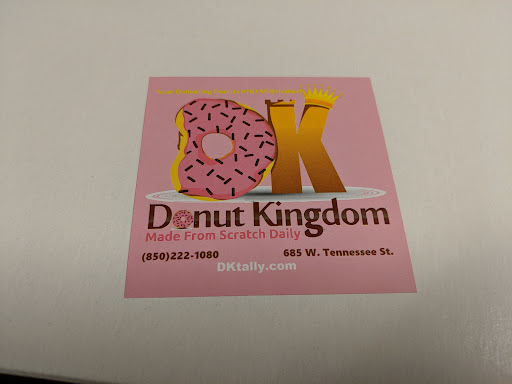 DK
Donut Kingdom
Made From Scratch Daily
(850)222-1080 685 W. Tennessee St.
DKtally.com